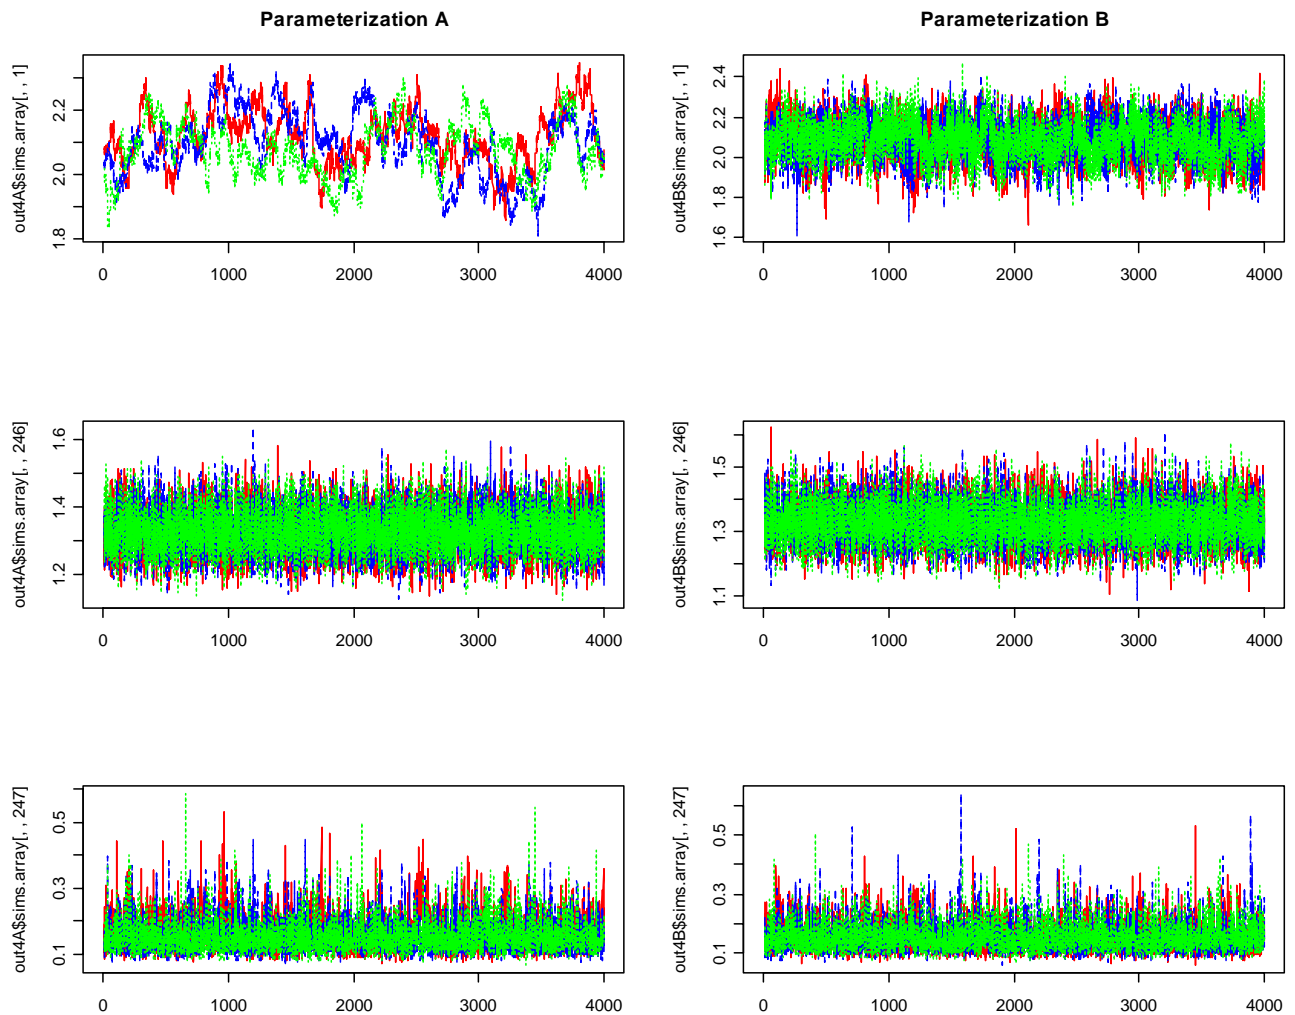 Parameterization A
Parameterization B
out4A$sims.array[, , 1]
1.8 2.0 2.2
0 1000 2000 3000 4000
out4B$sims.array[, , 1]
1.6 1.8 2.0 2.2 2.4
0 1000 2000 3000 4000
out4A$sims.array[, , 246]
1.2 1.4 1.6
0 1000 2000 3000 4000
out4B$sims.array[, , 246]
1.1 1.3 1.5
0 1000 2000 3000 4000
out4A$sims.array[, , 247]
0.1 0.3 0.5
0 1000 2000 3000 4000
out4B$sims.array[, , 247]
0.1 0.3 0.5
0 1000 2000 3000 4000